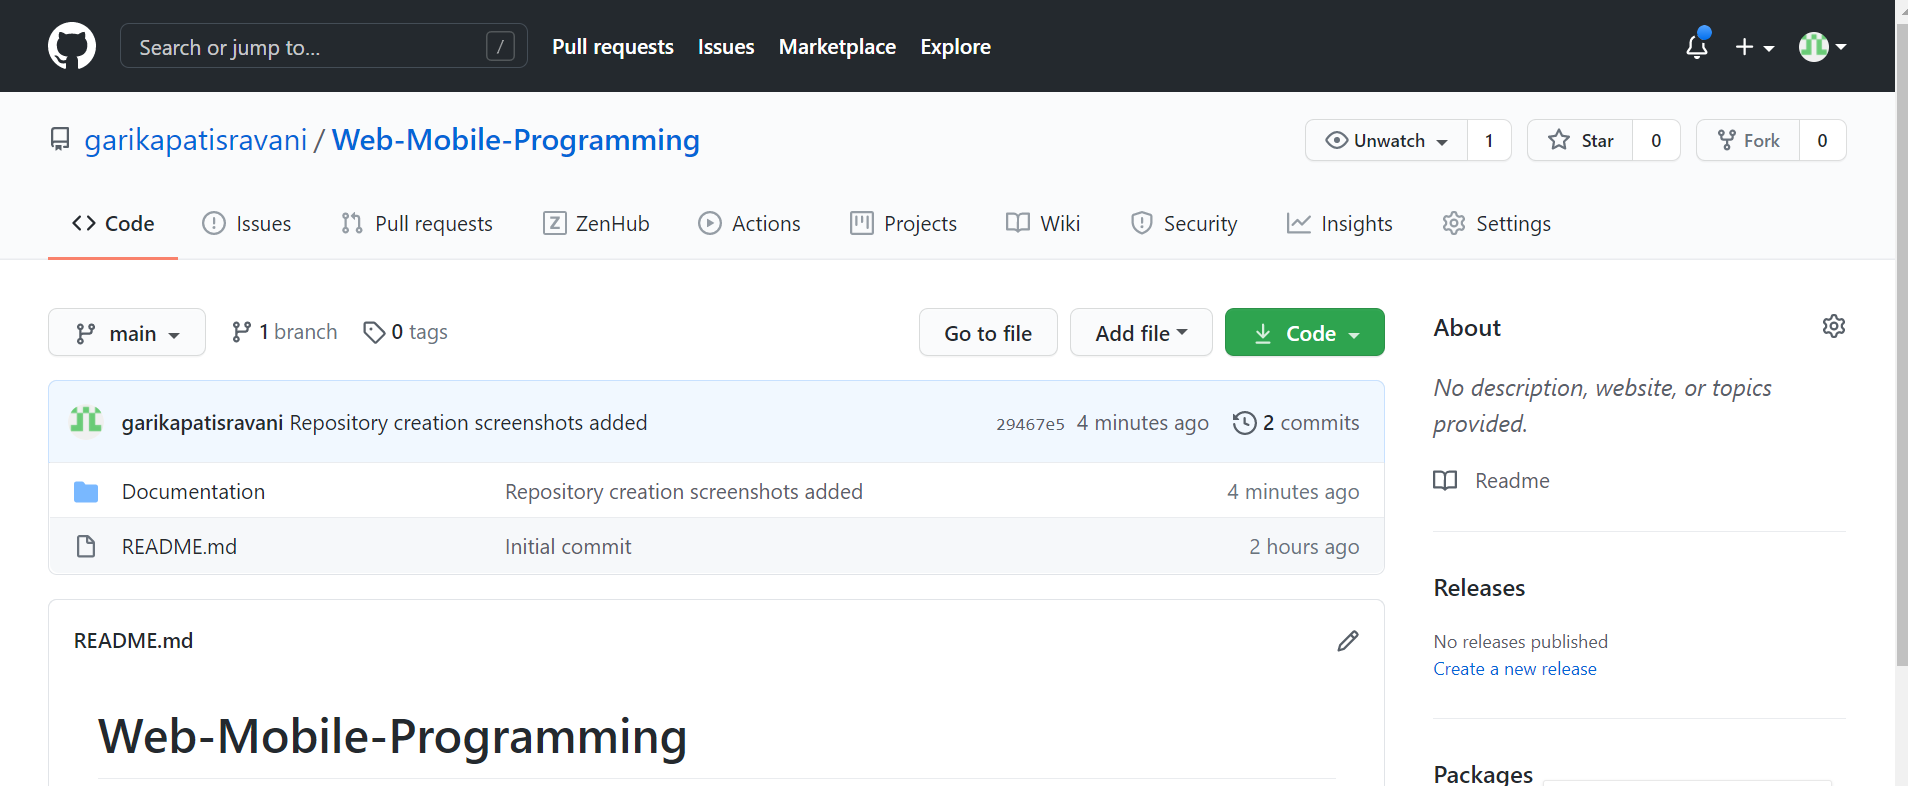 Search or jump to... /
Pull requests Issues Marketplace Explore
garikapatisravani / Web-Mobile-Programming
Unwatch 1 Star 0 Fork 0
Code Issues Pull requests ZenHub Actions Projects Wiki Security Insights Settings
main 1 branch 0 tags
Go to file Add file Code
garikapatisravani Repository creation screenshots added 29467e5 4 minutes ago 2 commits
Documentation Repository creation screenshots added 4 minutes ago
README.md Initial commit 2 hours ago
README.md
Web-Mobile-Programming
About
No description, website, or topics
provided.
Readme
Releases
No releases published
Create a new release
Packages